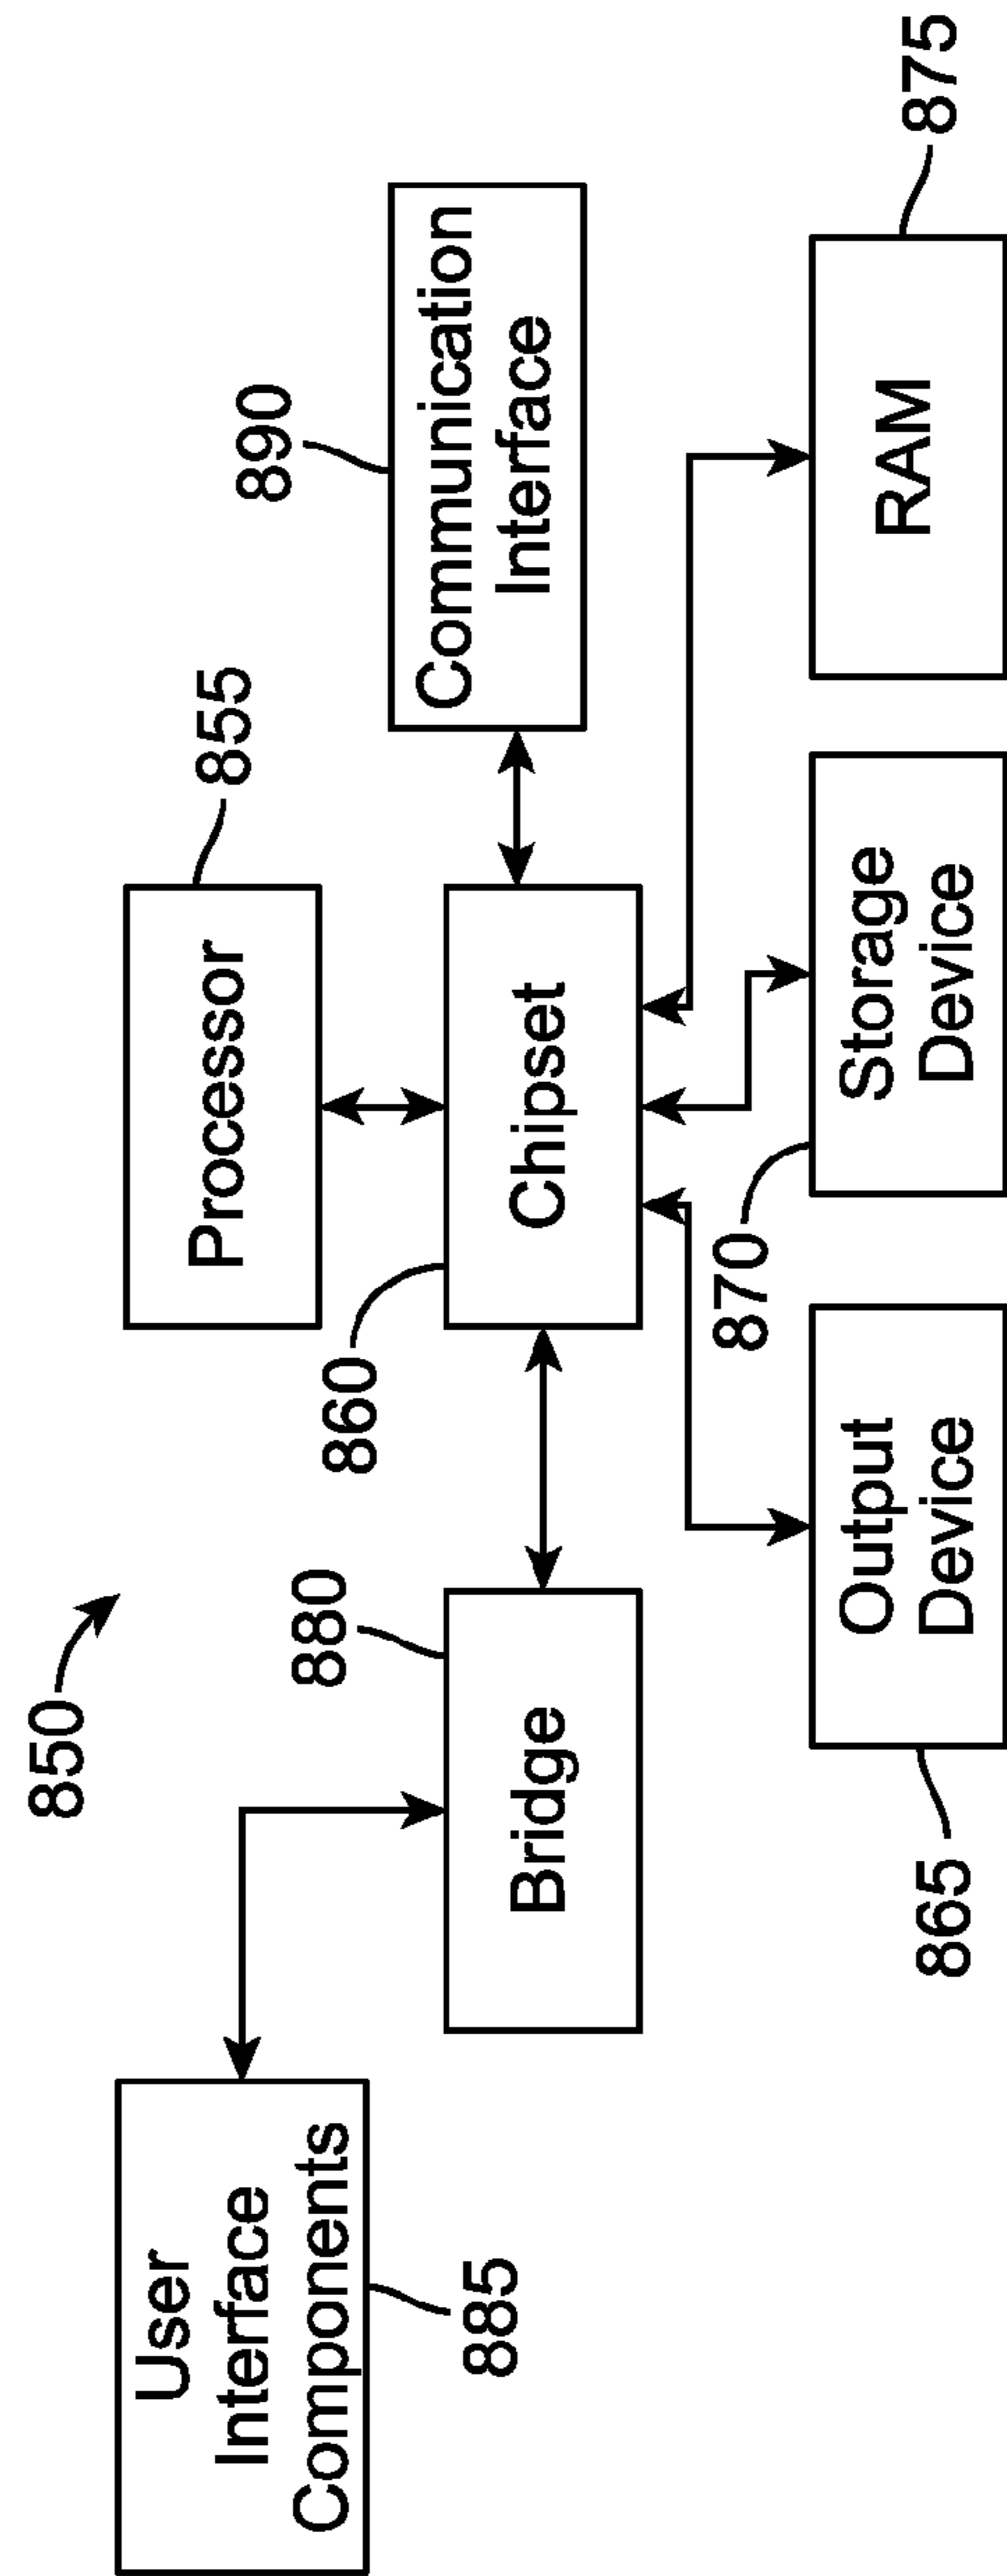 850
User
Interface
Components
885
Bridge
880
Processor
855
Chipset
860
Communication
Interface
890
Output
Device
865
Storage
Device
870
RAM
875